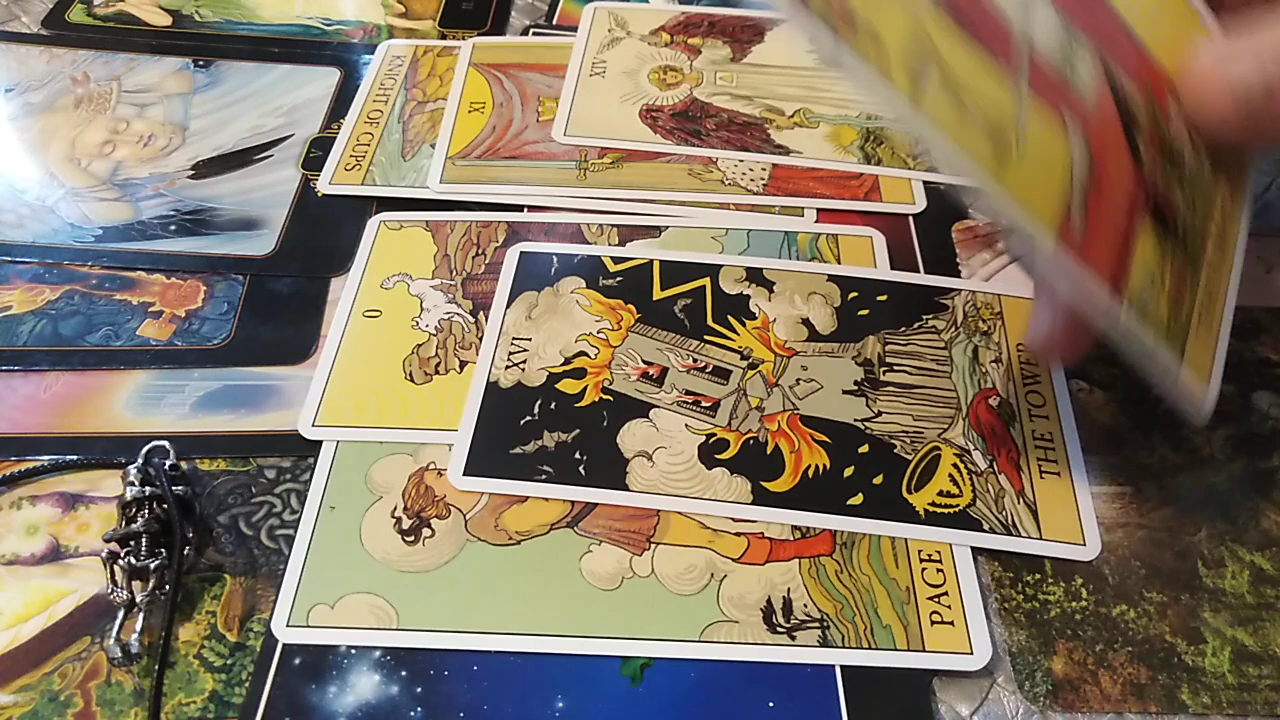 KNIGHT OF CUPS
XI
XIV
0
XVI
THE TOWER
PAGE
V